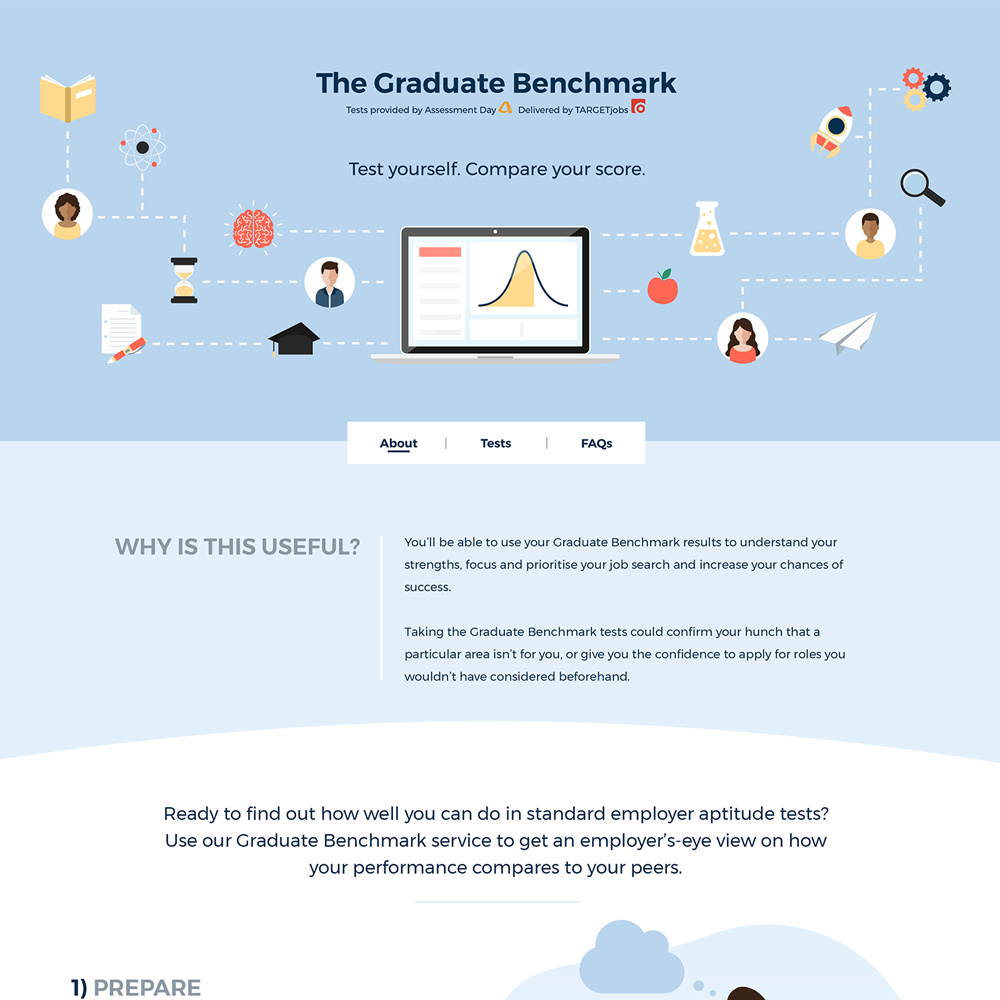 The Graduate Benchmark
Tests provided by Assessment Day Delivered by TARGETjobs
Test yourself. Compare your score.
About | Tests | FAQs
WHY IS THIS USEFUL?
You’ll be able to use your Graduate Benchmark results to understand your
strengths, focus and prioritise your job search and increase your chances of
success.
Taking the Graduate Benchmark tests could confirm your hunch that a
particular area isn’t for you, or give you the confidence to apply for roles you
wouldn’t have considered beforehand.
Ready to find out how well you can do in standard employer aptitude tests?
Use our Graduate Benchmark service to get an employer’s-eye view on how
your performance compares to your peers.
1) PREPARE